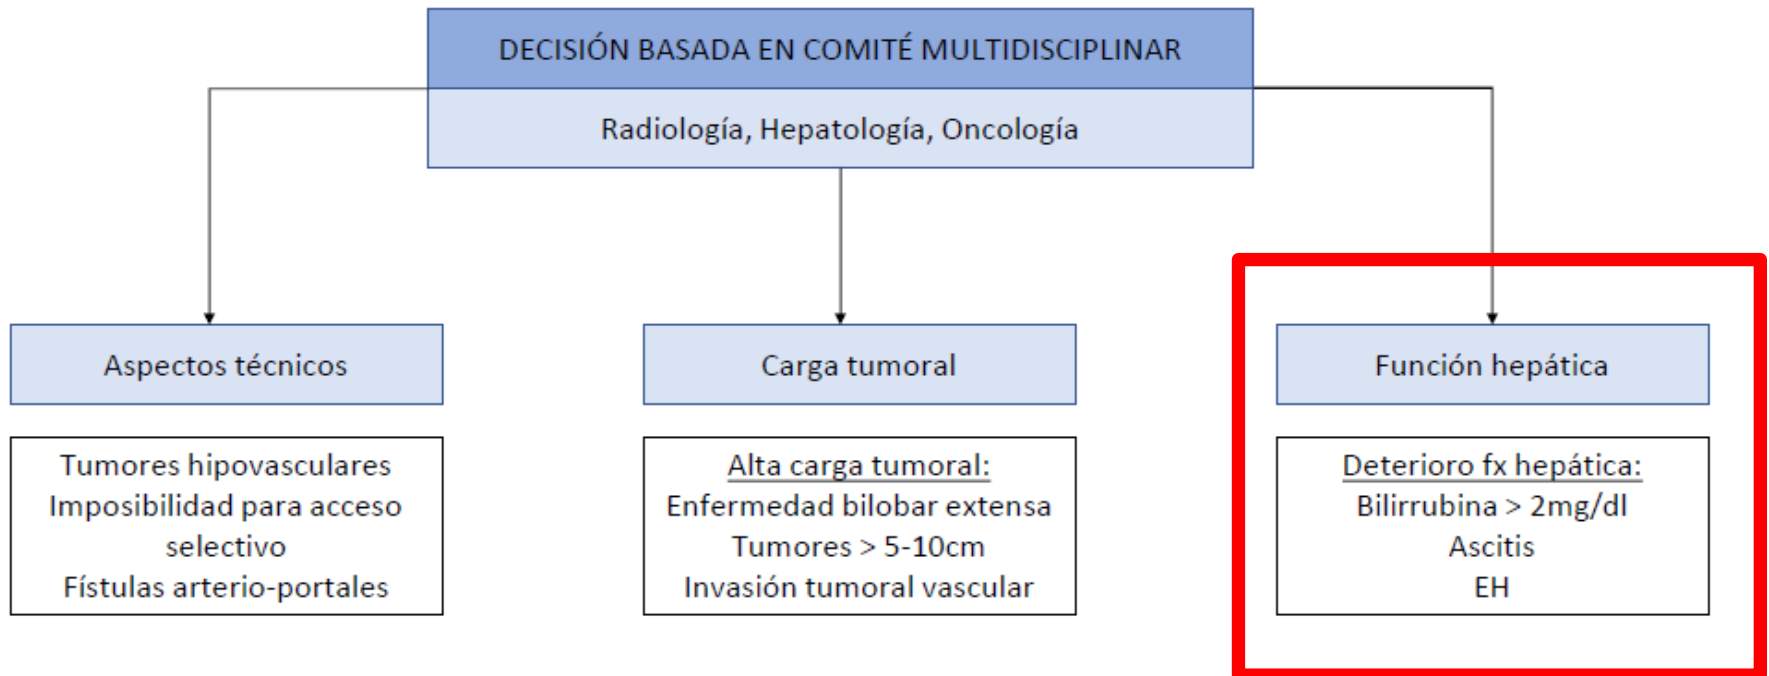 DECISIÓN BASADA EN COMITÉ MULTIDISCIPLINAR
Radiología, Hepatología, Oncología
Aspectos técnicos
Tumores hipovasculares
Imposibilidad para acceso
selectivo
Fístulas arterio-portales
Carga tumoral
Alta carga tumoral:
Enfermedad bilobar extensa
Tumores > 5-10cm
Invasión tumoral vascular
Función hepática
Deterioro fx hepática:
Bilirrubina > 2mg/dl
Ascitis
EH